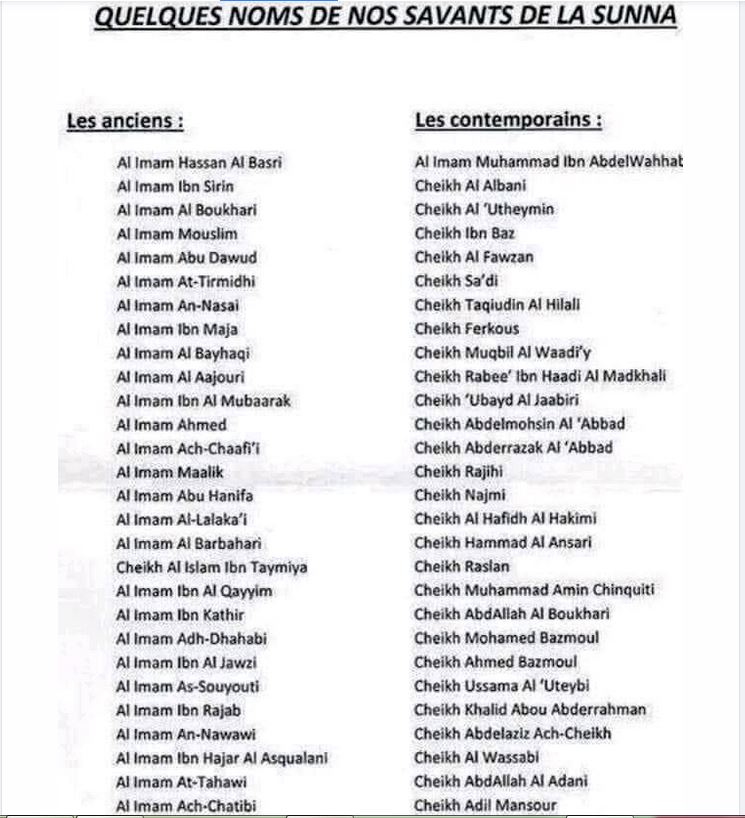 QUELQUES NOMS DE NOS SAVANTS DE LA SUNNA
Les anciens :
Al Imam Hassan Al Basri
Al Imam Ibn Sirin
Al Imam Al Boukhari
Al Imam Mouslim
Al Imam Abu Dawud
Al Imam At-Tirmidhi
Al Imam An-Nasai
Al Imam Ibn Maja
Al Imam Al Bayhaqi
Al Imam Al Aajouri
Al Imam Ibn Al Mubaarak
Al Imam Ahmed
Al Imam Ach-Chaafi’i
Al Imam Maalik
Al Imam Abu Hanifa
Al Imam Al-Lalaka’i
Al Imam Al Barbahari
Cheikh Al Islam Ibn Taymiya
Al Imam Ibn Al Qayyim
Al Imam Ibn Kathir
Al Imam Adh-Dhahabi
Al Imam Ibn Al Jawzi
Al Imam As-Souyouti
Al Imam Ibn Rajab
Al Imam An-Nawawi
Al Imam Ibn Hajar Al Asqualani
Al Imam At-Tahawi
Al Imam Ach-Chatibi
Les contemporains :
Al Imam Muhammad Ibn AbdelWahhab
Cheikh Al Albani
Cheikh Al ‘Utheymin
Cheikh Ibn Baz
Cheikh Al Fawzan
Cheikh Sa’di
Cheikh Taqiudin Al Hilali
Cheikh Ferkous
Cheikh Muqbil Al Waadi’y
Cheikh Rabee’ Ibn Haadi Al Madkhali
Cheikh ‘Ubayd Al Jaabiri
Cheikh Abdelmohsin Al ‘Abbad
Cheikh Abderrazak Al ‘Abbad
Cheikh Rajihi
Cheikh Najmi
Cheikh Al Hafidh Al Hakimi
Cheikh Hammad Al Ansari
Cheikh Raslan
Cheikh Muhammad Amin Chinquiti
Cheikh AbdAllah Al Boukhari
Cheikh Mohamed Bazmoul
Cheikh Ahmed Bazmoul
Cheikh Ussama Al ‘Uteybi
Cheikh Khalid Abou Abderrahman
Cheikh Abdelaziz Ach-Cheikh
Cheikh Al Wassabi
Cheikh AbdAllah Al Adani
Cheikh Adil Mansour